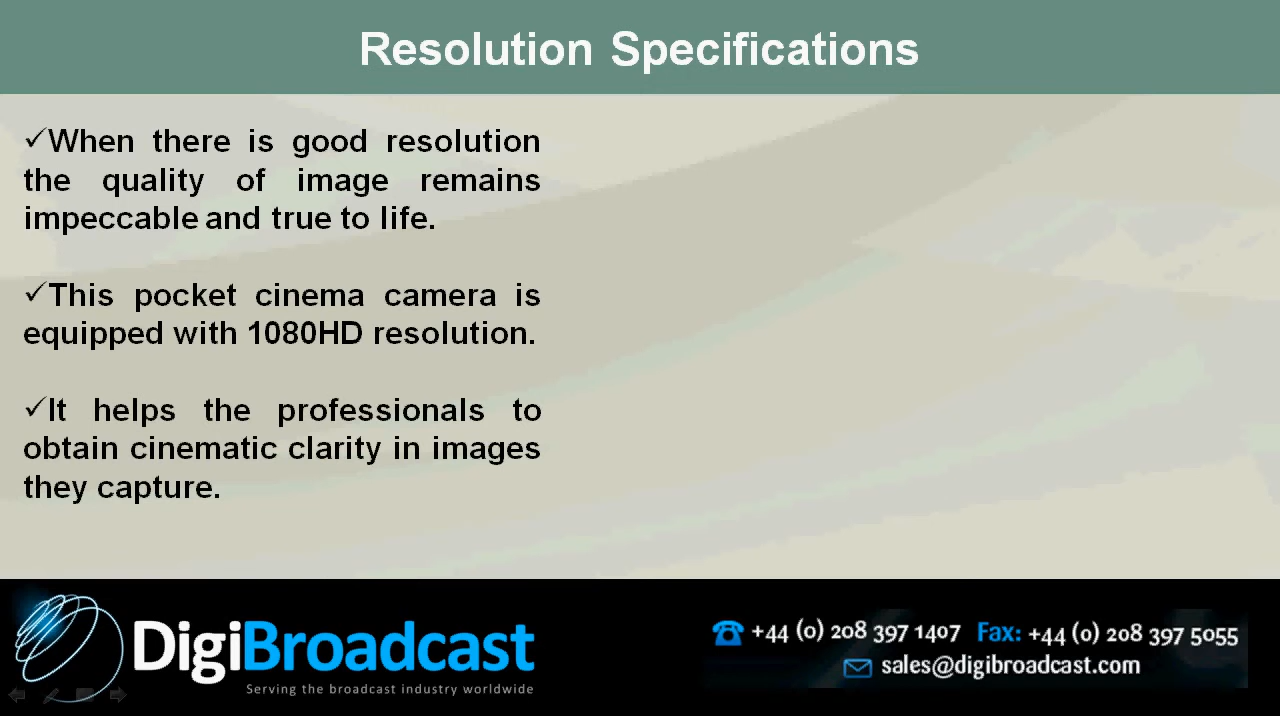 Resolution Specifications
✓When there is good resolution
the quality of image remains
impeccable and true to life.
✓This pocket cinema camera is
equipped with 1080HD resolution.
✓It helps the professionals to
obtain cinematic clarity in images
they capture.
DigiBroadcast
Serving the broadcast industry worldwide
+44 (0) 208 397 1407 Fax: +44 (0) 208 397 5055
sales@digibroadcast.com